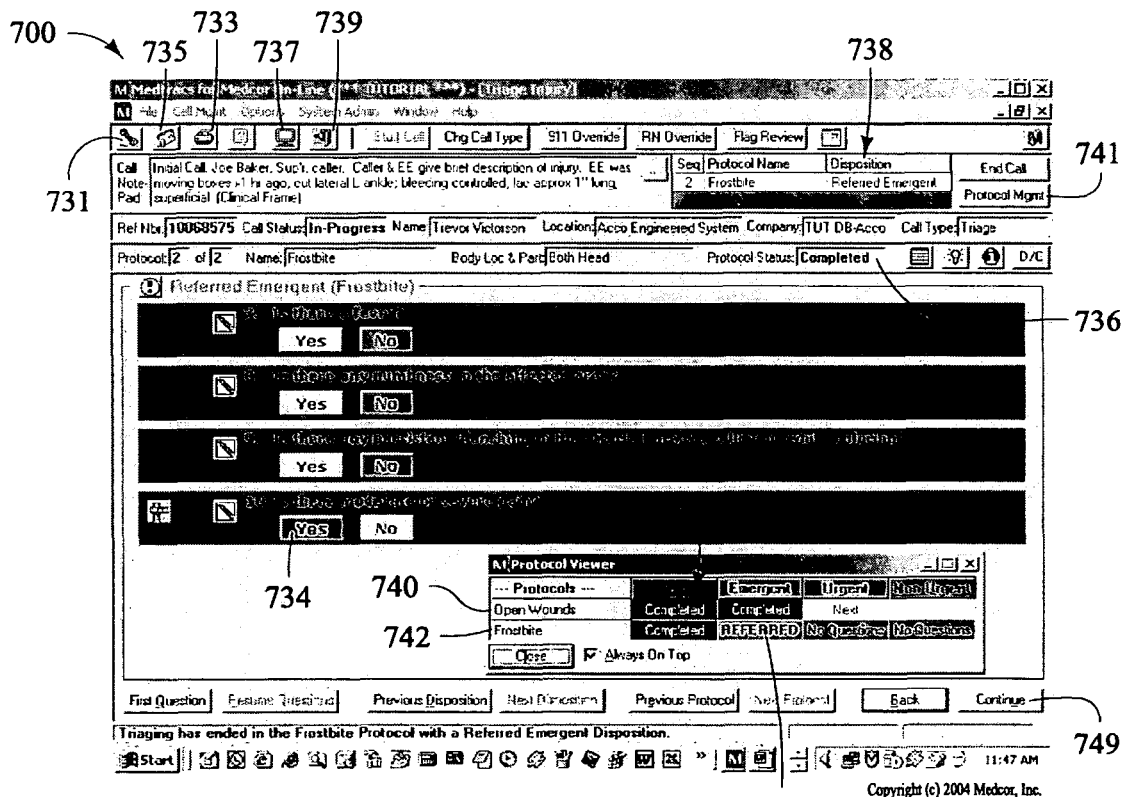 700
735
733
737
739
738
Medtracs for Medcor On-Line (*** TUTORIAL ***) - [Triage Injury]
File Call Mgmt Options System Admin Window Help
Start Call Chg Call Type 911 Override RN Override Flag Review
Call Note Pad
Initial Call. Joe Baker, Sup'r. caller. Caller & EE give brief description of injury. EE was
moving boxes >1 hr ago, cut lateral L ankle; bleeding controlled, lac approx 1" long,
superficial (Clinical Frame)
Seq Protocol Name Disposition
2 Frostbite Referred Emergent
End Call
Protocol Mgmt
741
731
Ref Nbr: 10068575 Call Status: In-Progress Name Trevor Victorson Location: Acco Engineered System Company: TUT DB-Acco Call Type: Triage
Protocol: 2 of 2 Name: Frostbite Body Loc & Part: Both Head Protocol Status: Completed D/C
Referred Emergent (Frostbite)
736
Yes No
Yes No
Yes No
Yes No
734
740
742
Protocol Viewer
--- Protocols --- Emergent Urgent Non Urgent
Open Wounds Completed Completed Next
Frostbite Completed REFERRED No Questions No Questions
Close Always On Top
First Question Resume Questions Previous Disposition Next Disposition Previous Protocol Next Protocol Back Continue
749
Triaging has ended in the Frostbite Protocol with a Referred Emergent Disposition.
Start 11:47 AM
Copyright (c) 2004 Medcor, Inc.